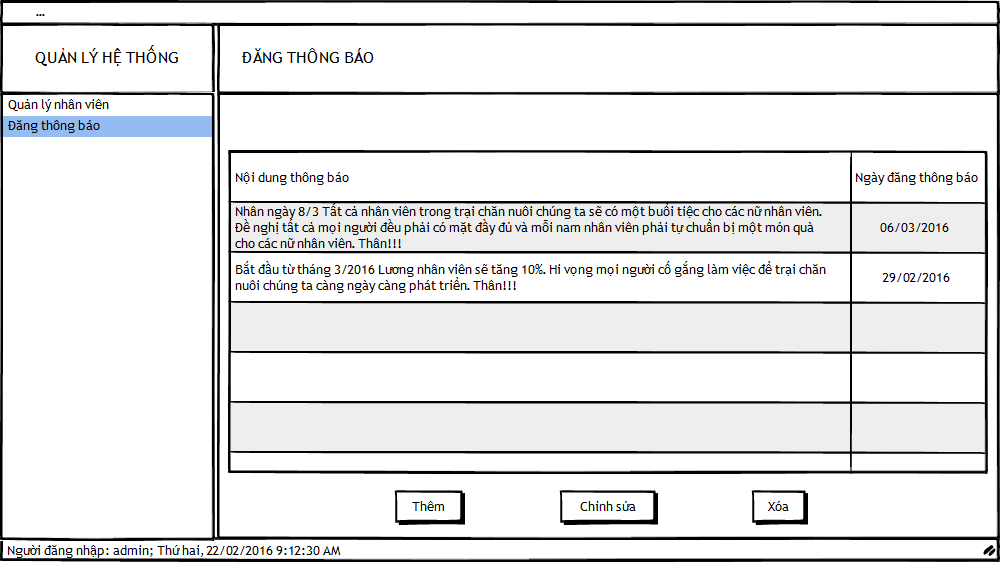 ...
QUẢN LÝ HỆ THỐNG
ĐĂNG THÔNG BÁO
Quản lý nhân viên
Đăng thông báo
Nội dung thông báo
Ngày đăng thông báo
Nhân ngày 8/3 Tất cả nhân viên trong trại chăn nuôi chúng ta sẽ có một buổi tiệc cho các nữ nhân viên.
Đề nghị tất cả mọi người đều phải có mặt đầy đủ và mỗi nam nhân viên phải tự chuẩn bị một món quà
cho các nữ nhân viên. Thân!!!
06/03/2016
Bắt đầu từ tháng 3/2016 Lương nhân viên sẽ tăng 10%. Hi vọng mọi người cố gắng làm việc để trại chăn
nuôi chúng ta càng ngày càng phát triển. Thân!!!
29/02/2016
Thêm
Chỉnh sửa
Xóa
Người đăng nhập: admin; Thứ hai, 22/02/2016 9:12:30 AM